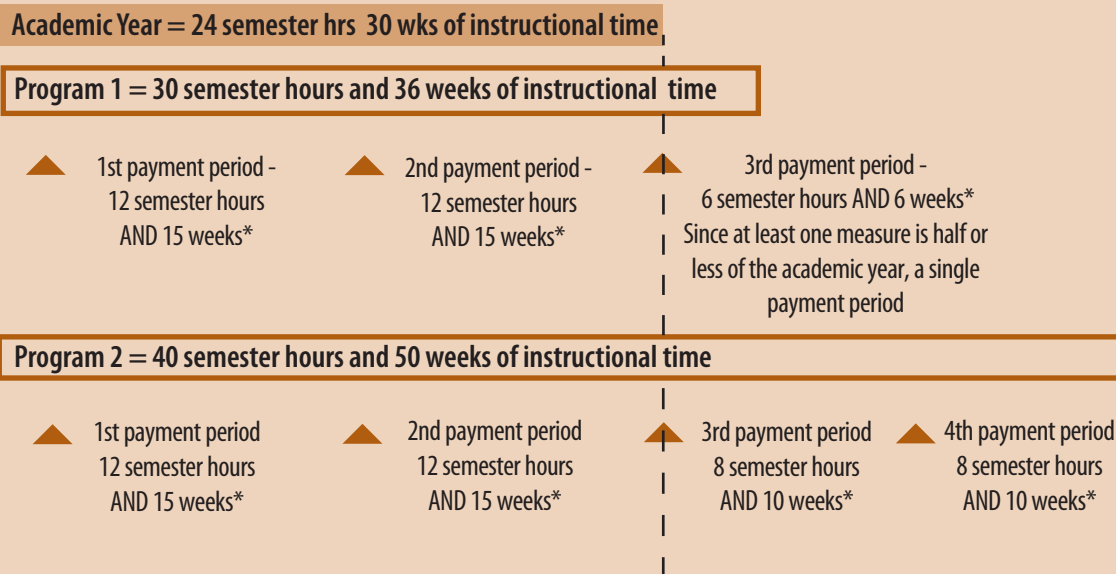 Academic Year = 24 semester hrs 30 wks of instructional time
Program 1 = 30 semester hours and 36 weeks of instructional time
1st payment period -
12 semester hours
AND 15 weeks*
2nd payment period -
12 semester hours
AND 15 weeks*
3rd payment period -
6 semester hours AND 6 weeks*
Since at least one measure is half or
less of the academic year, a single
payment period
Program 2 = 40 semester hours and 50 weeks of instructional time
1st payment period
12 semester hours
AND 15 weeks*
2nd payment period
12 semester hours
AND 15 weeks*
3rd payment period
8 semester hours
AND 10 weeks*
4th payment period
8 semester hours
AND 10 weeks*